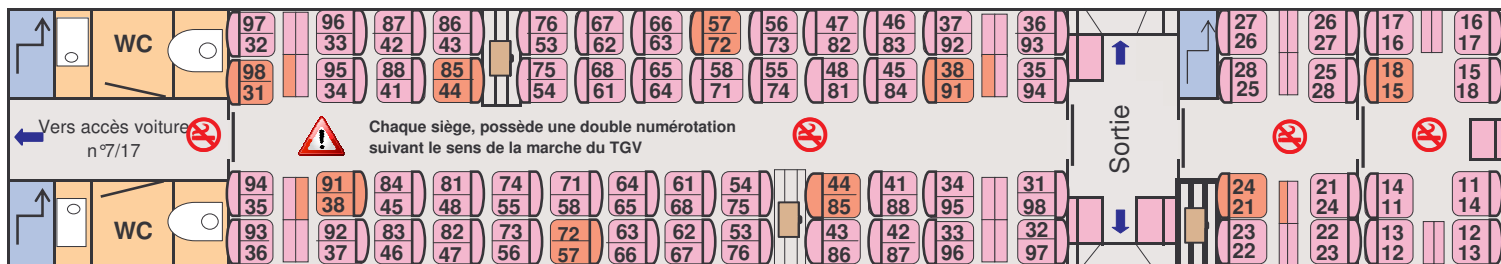 97 96 87 86 76 67 66 57 56 47 46 37 36 27 26 17 16
32 33 42 43 53 62 63 72 73 82 83 92 93 26 27 16 17
WC
98 95 88 85 75 68 65 58 55 48 45 38 35 28 25 18 15
31 34 41 44 54 61 64 71 74 81 84 91 94 25 28 15 18
Vers accès voiture
n°7/17
Chaque siège, possède une double numérotation
suivant le sens de la marche du TGV
Sortie
94 91 84 81 74 71 64 61 54 44 41 34 31 24 21 14 11
35 38 45 48 55 58 65 68 75 85 88 95 98 21 24 11 14
WC
93 92 83 82 73 72 63 62 53 43 42 33 32 23 22 13 12
36 37 46 47 56 57 66 67 76 86 87 96 97 22 23 12 13